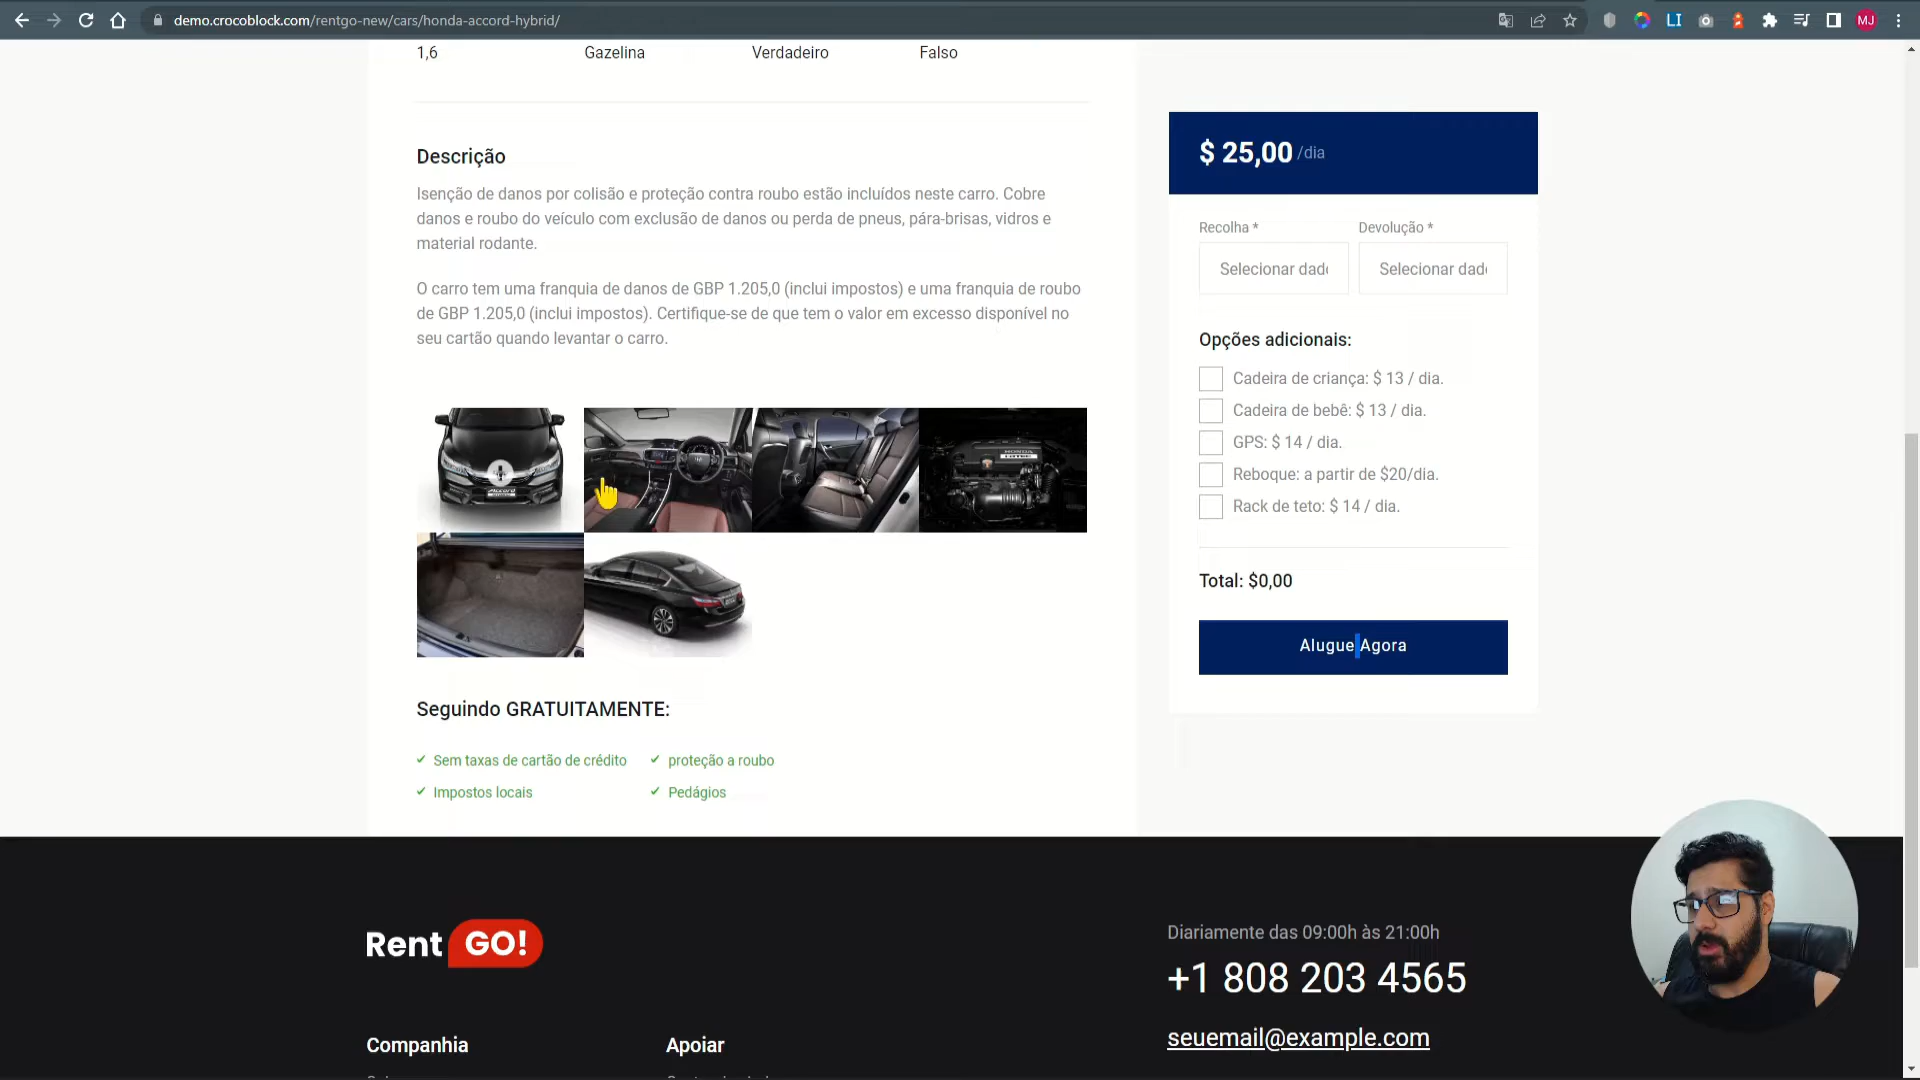 demo.crocoblock.com/rentgo-new/cars/honda-accord-hybrid/
LI
MJ
1,6
Gazelina
Verdadeiro
Falso
Descrição
Isenção de danos por colisão e proteção contra roubo estão incluídos neste carro. Cobre
danos e roubo do veículo com exclusão de danos ou perda de pneus, pára-brisas, vidros e
material rodante.
O carro tem uma franquia de danos de GBP 1.205,0 (inclui impostos) e uma franquia de roubo
de GBP 1.205,0 (inclui impostos). Certifique-se de que tem o valor em excesso disponível no
seu cartão quando levantar o carro.
HONDA
Seguindo GRATUITAMENTE:
Sem taxas de cartão de crédito
proteção a roubo
Impostos locais
Pedágios
$ 25,00 /dia
Recolha *
Devolução *
Selecionar dad
Selecionar dad
Opções adicionais:
Cadeira de criança: $ 13 / dia.
Cadeira de bebê: $ 13 / dia.
GPS: $ 14 / dia.
Reboque: a partir de $20/dia.
Rack de teto: $ 14 / dia.
Total: $0,00
Alugue Agora
Rent GO!
Companhia
Apoiar
Diariamente das 09:00h às 21:00h
+1 808 203 4565
seuemail@example.com